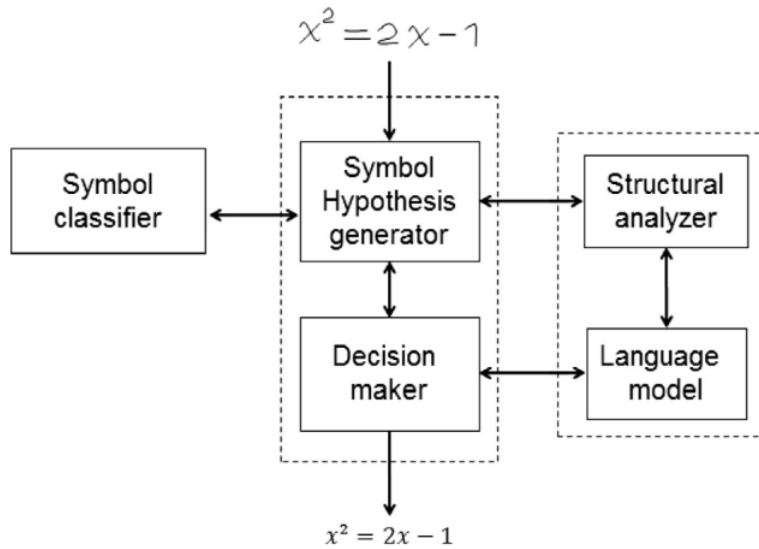 x² = 2x - 1
Symbol
classifier
Symbol
Hypothesis
generator
Structural
analyzer
Decision
maker
Language
model
x² = 2x − 1